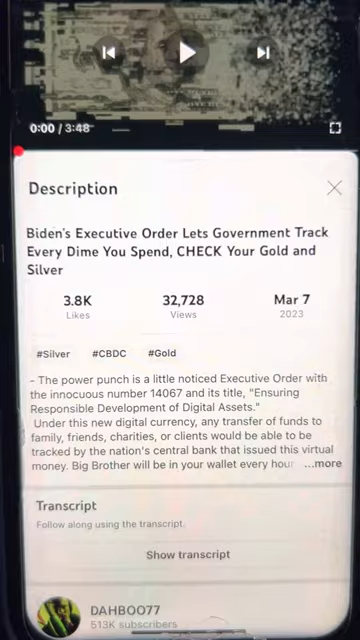 0:00 / 3:48
Description
Biden's Executive Order Lets Government Track
Every Dime You Spend, CHECK Your Gold and
Silver
3.8K
32,728
Mar 7
Likes
Views
2023
#Silver
#CBDC
#Gold
- The power punch is a little noticed Executive Order with
the innocuous number 14067 and its title, "Ensuring
Responsible Development of Digital Assets."
Under this new digital currency, any transfer of funds to
family, friends, charities, or clients would be able to be
tracked by the nation's central bank that issued this virtual
money. Big Brother will be in your wallet every hour ...more
Transcript
Follow along using the transcript.
Show transcript
DAHBOO77
513K subscribers